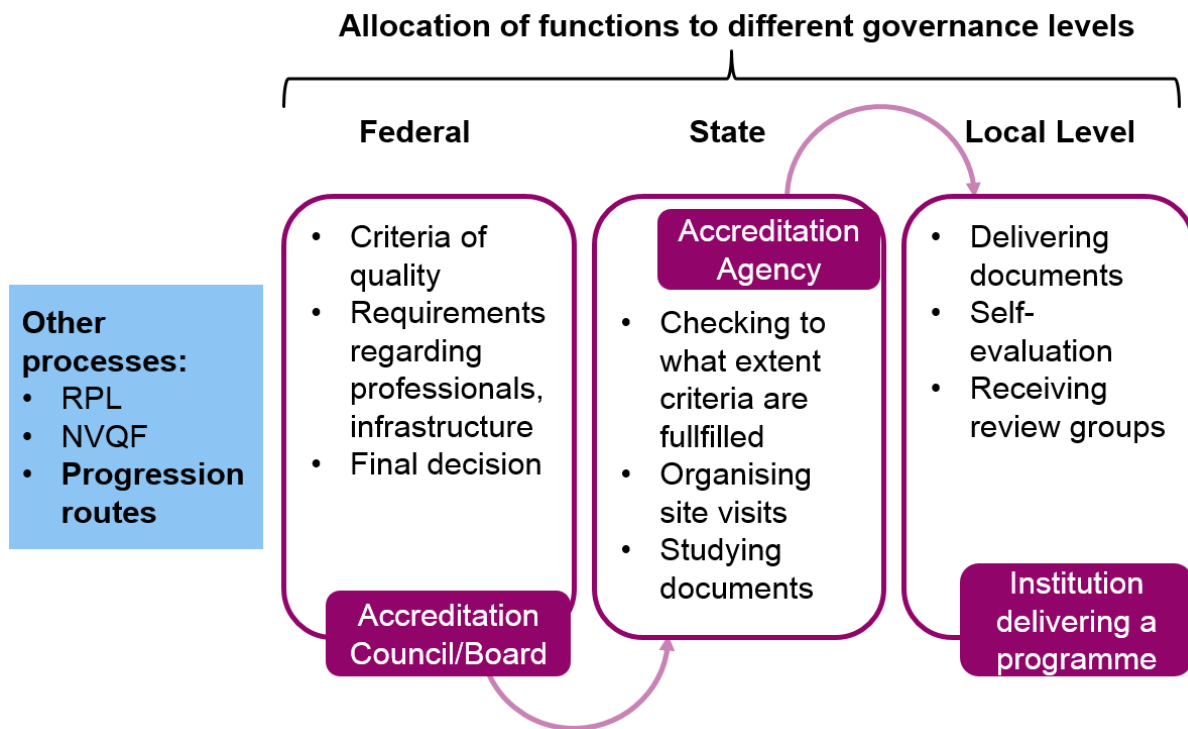 Allocation of functions to different governance levels
Federal
State
Local Level
Other
processes:
• RPL
• NVQF
• Progression
routes
• Criteria of
quality
• Requirements
regarding
professionals,
infrastructure
• Final decision
Accreditation
Council/Board
Accreditation
Agency
• Checking to
what extent
criteria are
fullfilled
• Organising
site visits
• Studying
documents
• Delivering
documents
• Self-
evaluation
• Receiving
review groups
Institution
delivering a
programme